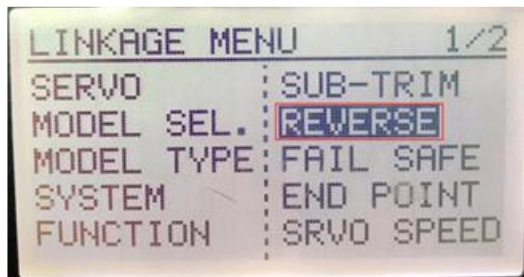 LINKAGE MENU 1/2
SERVO SUB-TRIM
MODEL SEL. REVERSE
MODEL TYPE FAIL SAFE
SYSTEM END POINT
FUNCTION SRVO SPEED